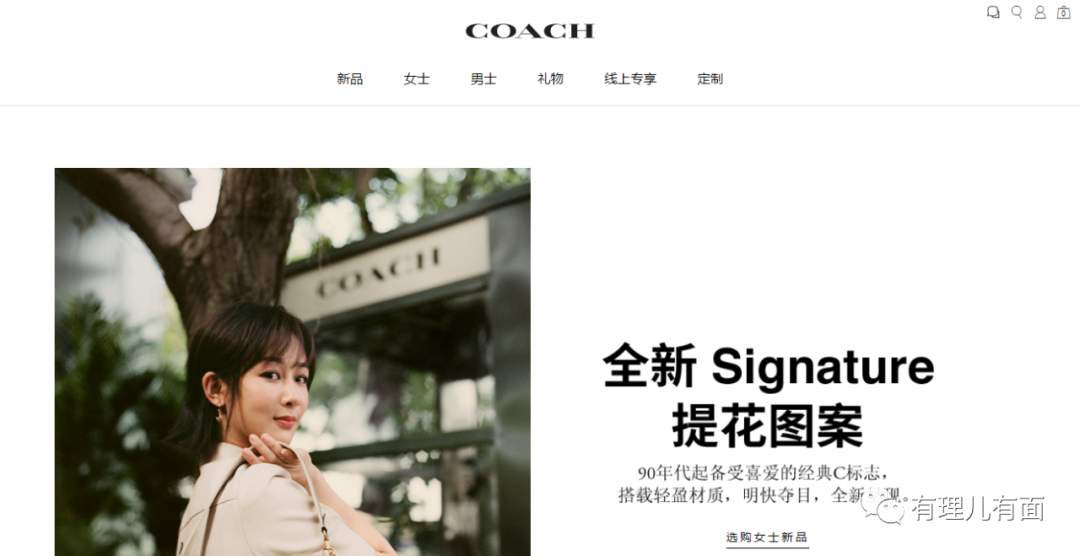 COACH
0
新品 女士 男士 礼物 线上专享 定制
COACH
全新 Signature
提花图案
90年代起备受喜爱的经典C标志，
搭载轻盈材质，明快夺目，全新 现。
有理儿有面
选购女士新品